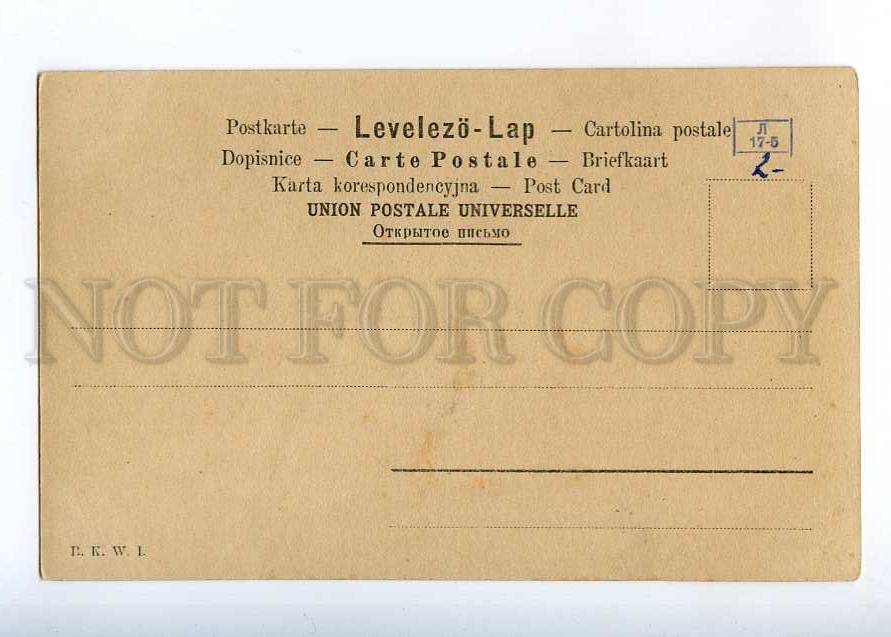 Postkarte — Levelezö-Lap — Cartolina postale
Л
17-5
2-
Dopisnice — Carte Postale — Briefkaart
Karta korespondencyjna — Post Card
UNION POSTALE UNIVERSELLE
Открытое письмо
NOT FOR COPY
B. K. W. I.